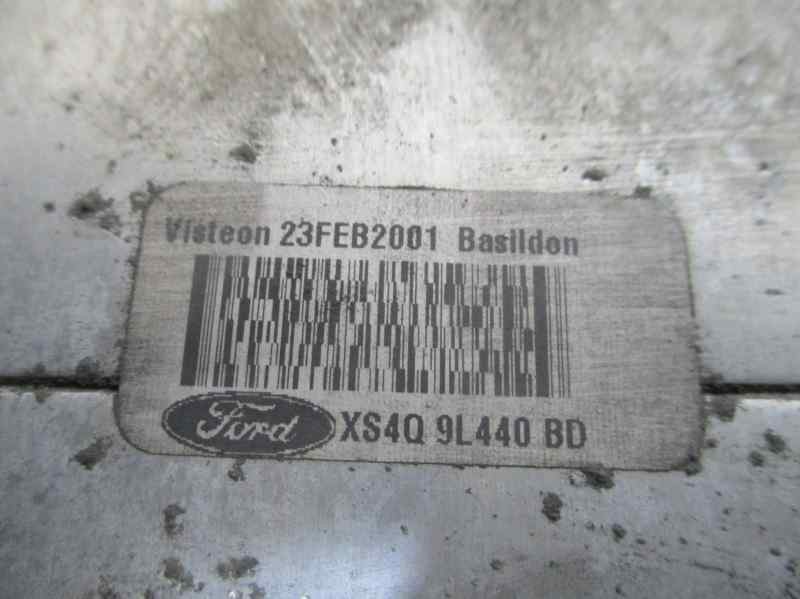 Visteon 23FEB2001 Basildon
Ford XS4Q 9L440 BD